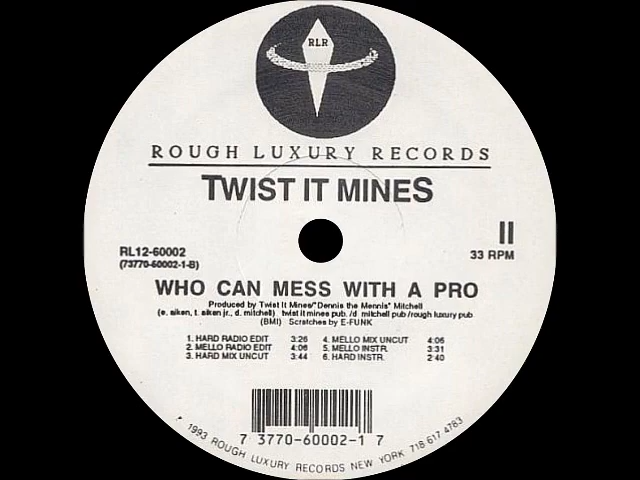 RLR
ROUGH LUXURY RECORDS
TWIST IT MINES
II
RL12-60002
(73770-60002-1-B)
33 RPM
WHO CAN MESS WITH A PRO
Produced by Twist It Mines/"Dennis the Mennis" Mitchell
(e. aiken, t. aiken jr., d. mitchell) twist it mines pub. /d mitchell pub /rough luxury pub
(BMI) Scratches by E-FUNK
1. HARD RADIO EDIT 3:26
2. MELLO RADIO EDIT 4:06
3. HARD MIX UNCUT 3:44
4. MELLO MIX UNCUT 4:06
5. MELLO INSTR. 3:31
6. HARD INSTR. 2:40
7 73770-60002-1 7
1993 ROUGH LUXURY RECORDS NEW YORK 718 617 4783